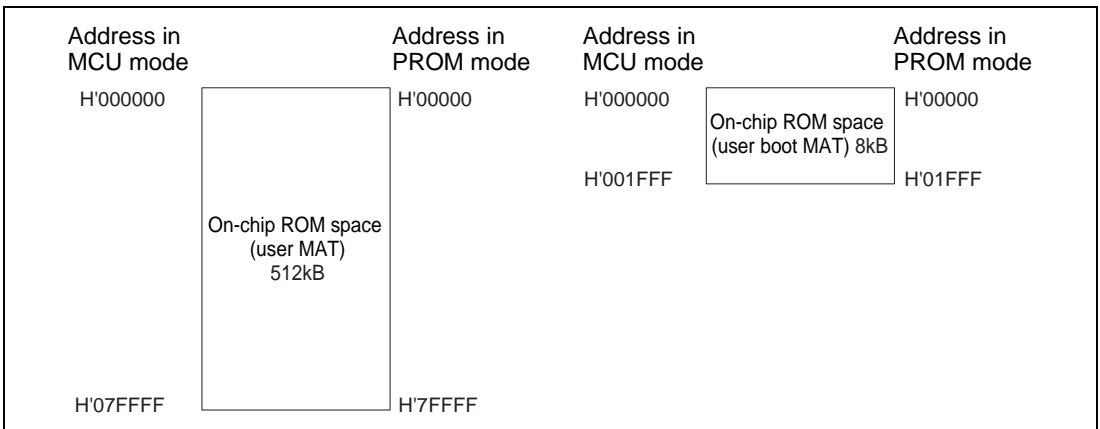 Address in
MCU mode
Address in
PROM mode
H'000000
H'00000
On-chip ROM space
(user MAT)
512kB
H'07FFFF
H'7FFFF
Address in
MCU mode
Address in
PROM mode
H'000000
H'00000
On-chip ROM space
(user boot MAT) 8kB
H'001FFF
H'01FFF